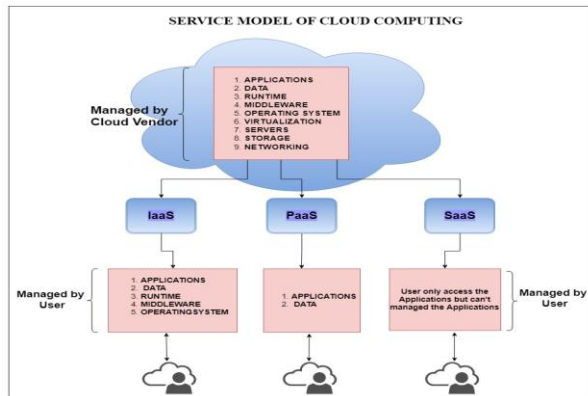 SERVICE MODEL OF CLOUD COMPUTING
Managed by
Cloud Vendor
1. APPLICATIONS
2. DATA
3. RUNTIME
4. MIDDLEWARE
5. OPERATING SYSTEM
6. VIRTUALIZATION
7. SERVERS
8. STORAGE
9. NETWORKING
IaaS
PaaS
SaaS
Managed by
User
1. APPLICATIONS
2. DATA
3. RUNTIME
4. MIDDLEWARE
5. OPERATINGSYSTEM
1. APPLICATIONS
2. DATA
User only access the
Applications but can't
managed the Applications
Managed by
User